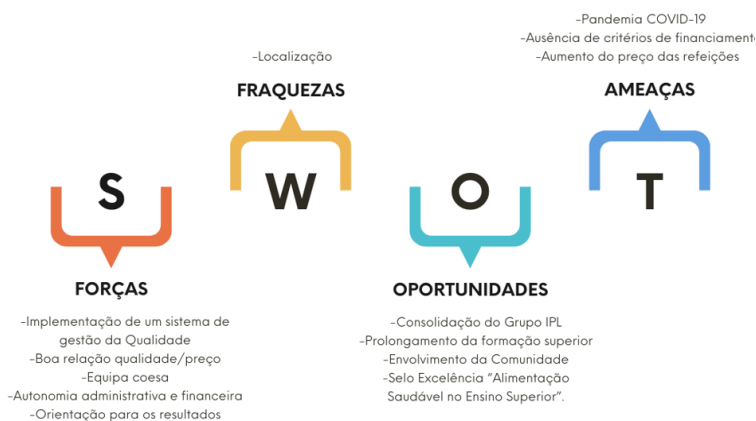 -Pandemia COVID-19
-Ausência de critérios de financiamento
-Aumento do preço das refeições
AMEAÇAS
-Localização
FRAQUEZAS
S
W
O
T
FORÇAS
-Implementação de um sistema de
gestão da Qualidade
-Boa relação qualidade/preço
-Equipa coesa
-Autonomia administrativa e financeira
-Orientação para os resultados
OPORTUNIDADES
-Consolidação do Grupo IPL
-Prolongamento da formação superior
-Envolvimento da Comunidade
-Selo Excelência "Alimentação
Saudável no Ensino Superior".